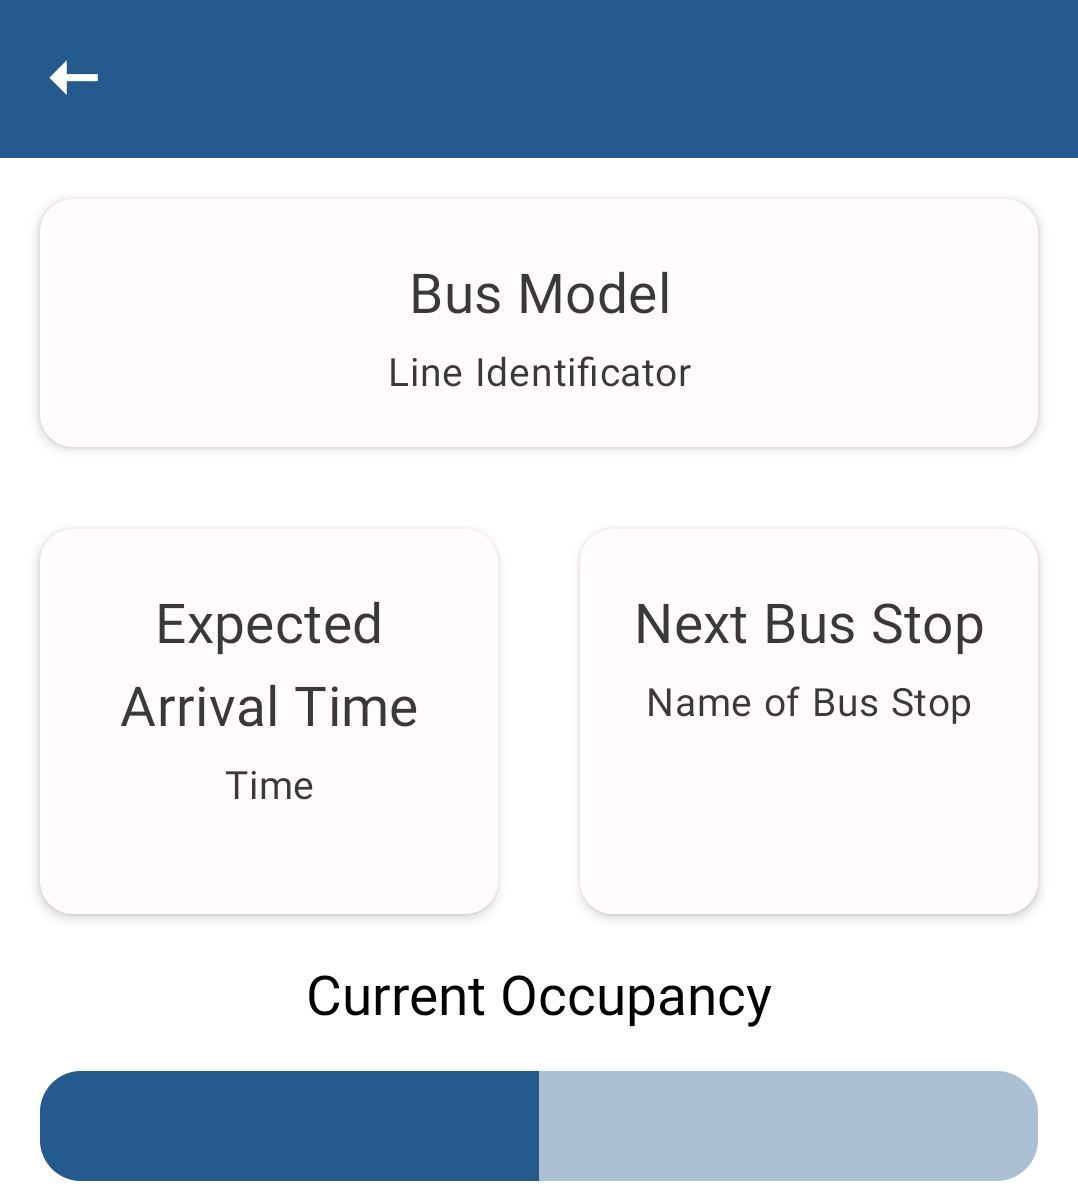 Bus Model
Line Identificator
Expected
Arrival Time
Time
Next Bus Stop
Name of Bus Stop
Current Occupancy